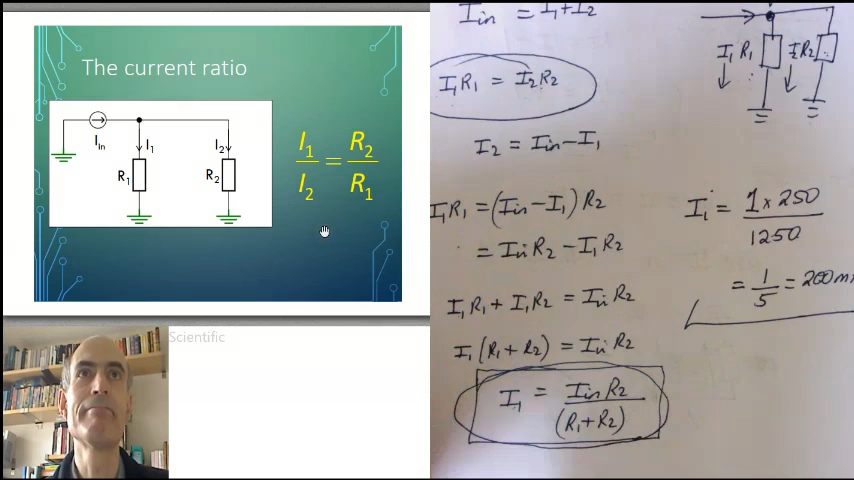 The current ratio
I_in
I_1
I_2
R_1
R_2
I_1/I_2 = R_2/R_1
Scientific
I_in = I_1 + I_2
I_1R_1 = I_2R_2
I_2 = I_in - I_1
I_1R_1 = (I_in - I_1) R_2
= I_in R_2 - I_1 R_2
I_1R_1 + I_1R_2 = I_in R_2
I_1(R_1 + R_2) = I_in R_2
I_1 = I_in R_2 / (R_1 + R_2)
I_1 R_1 I_2 R_2
I_1 = 1 × 250 / 1250
= 1/5 = 200m